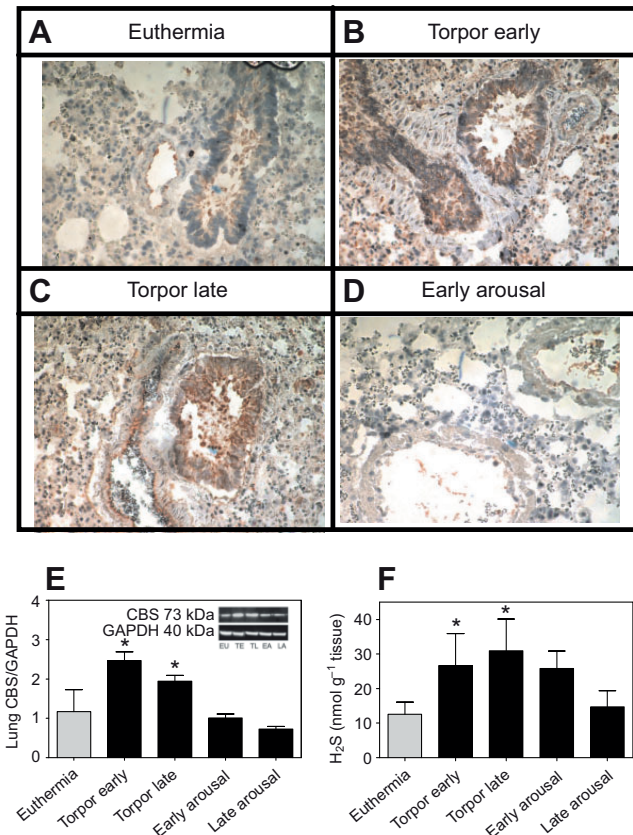 A Euthermia
B Torpor early
C Torpor late
D Early arousal
E
Lung CBS/GAPDH
4
3
2
1
0
CBS 73 kDa
GAPDH 40 kDa
EU TE TL EA LA
*
*
Euthermia
Torpor early
Torpor late
Early arousal
Late arousal
F
H₂S (nmol g⁻¹ tissue)
40
30
20
10
0
*
*
Euthermia
Torpor early
Torpor late
Early arousal
Late arousal